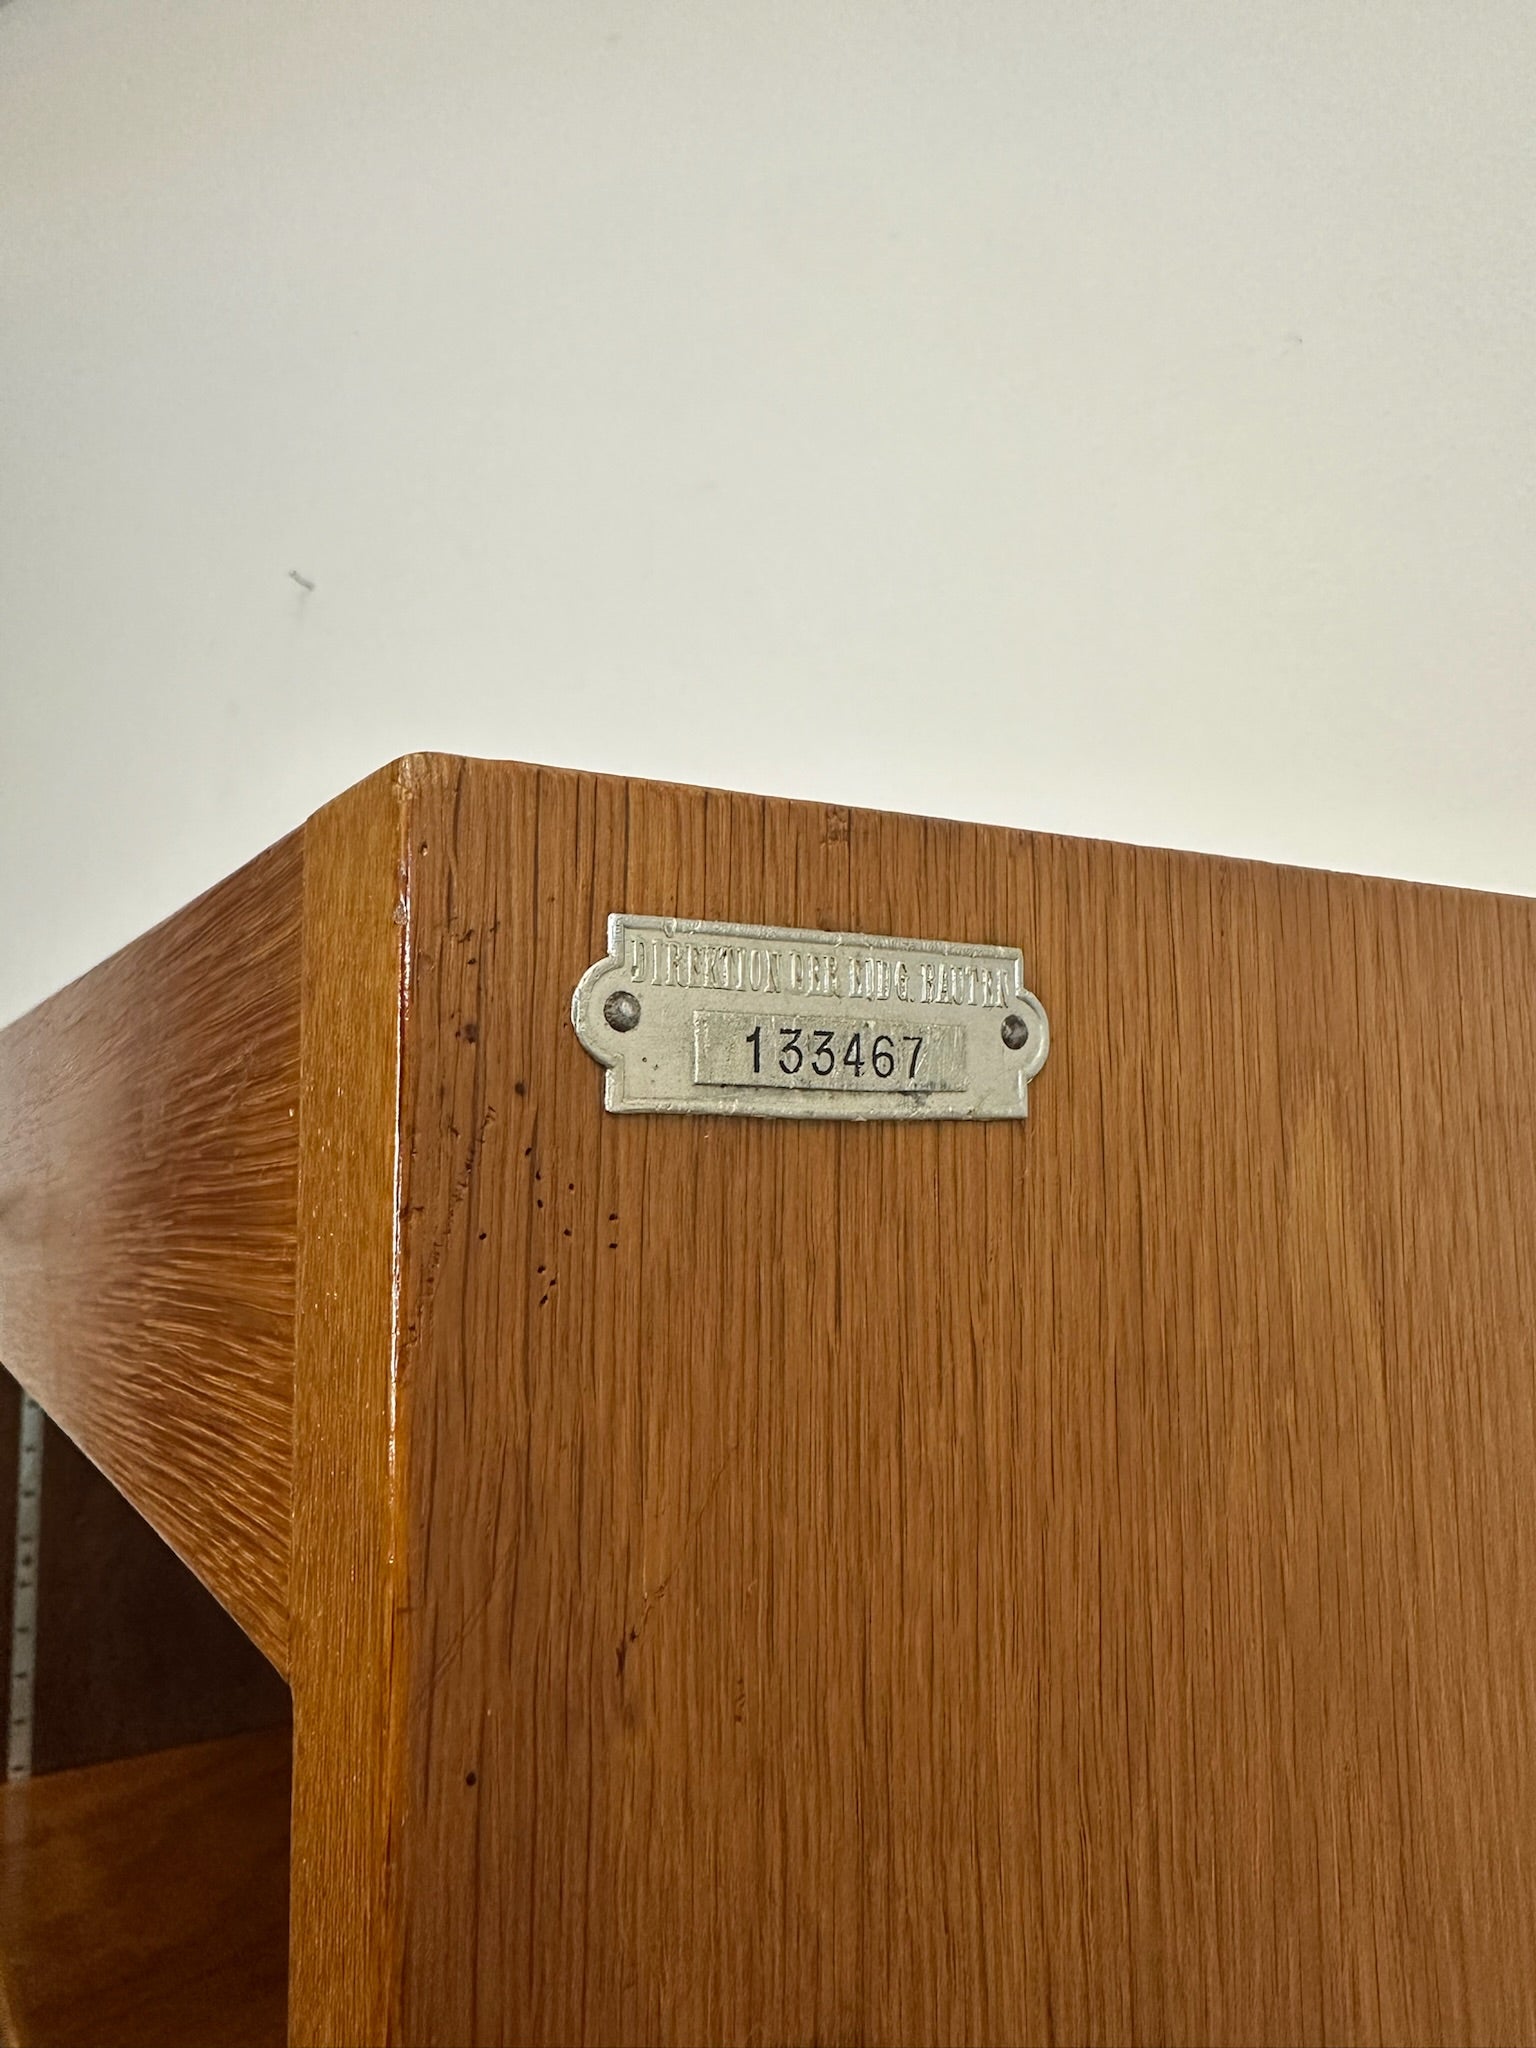 DIREKTION DER EIDG. BAUTEN
133467